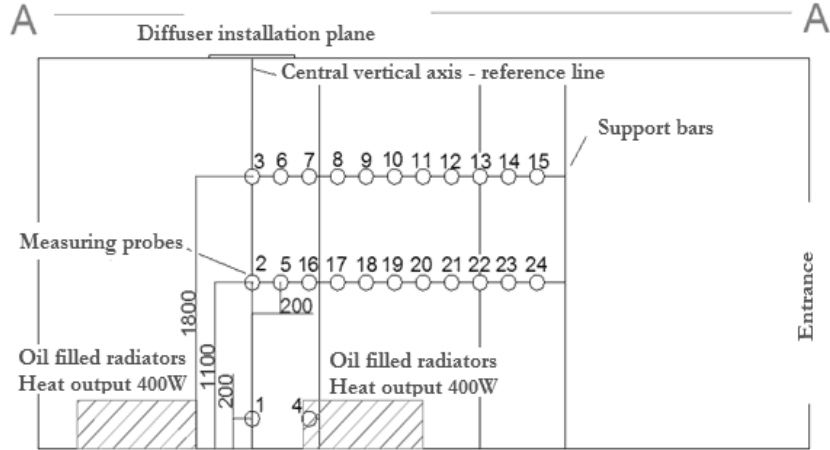 A A
Diffuser installation plane
Central vertical axis - reference line
Support bars
3 6 7 8 9 10 11 12 13 14 15
Measuring probes
2 5 16 17 18 19 20 21 22 23 24
200
1800
Entrance
Oil filled radiators
Heat output 400W
1100
200
Oil filled radiators
Heat output 400W
1 4